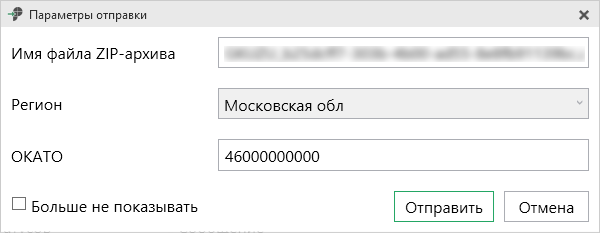 Параметры отправки
Имя файла ZIP-архива
Регион Московская обл
ОКАТО 46000000000
Больше не показывать Отправить Отмена